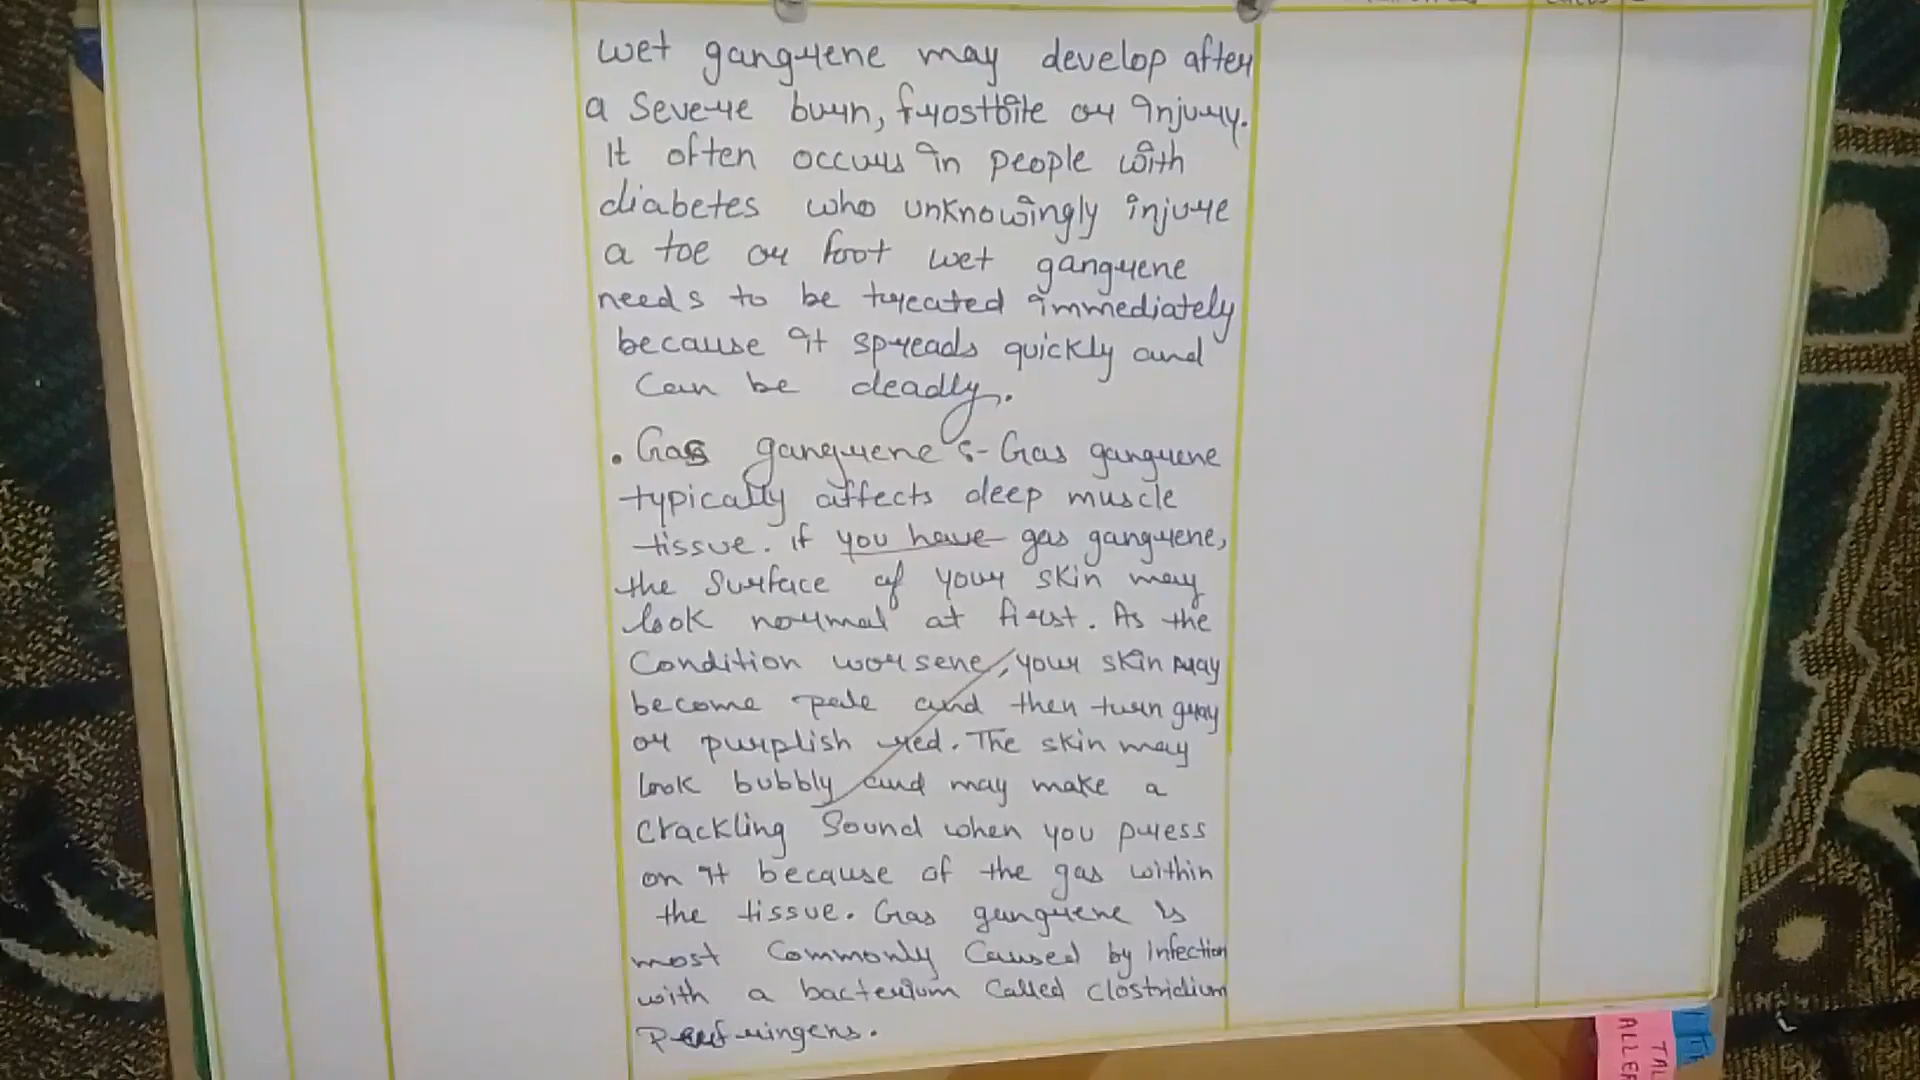 wet gangrene may develop after
a severe burn, frostbite or injury.
It often occurs in people with
diabetes who unknowingly injure
a toe or foot wet gangrene
needs to be treated immediately
because it spreads quickly and
can be deadly.
• Gas gangrene :- Gas gangrene
typically affects deep muscle
tissue. if you have gas gangrene,
the surface of your skin may
look normal at first. As the
Condition worsene, your skin may
become pale and then turn gray
or purplish red. The skin may
look bubbly and may make a
crackling sound when you press
on it because of the gas within
the tissue. Gas gangrene is
most commonly caused by infection
with a bacterium called clostridium
Perfringens.
TAL
ALLER